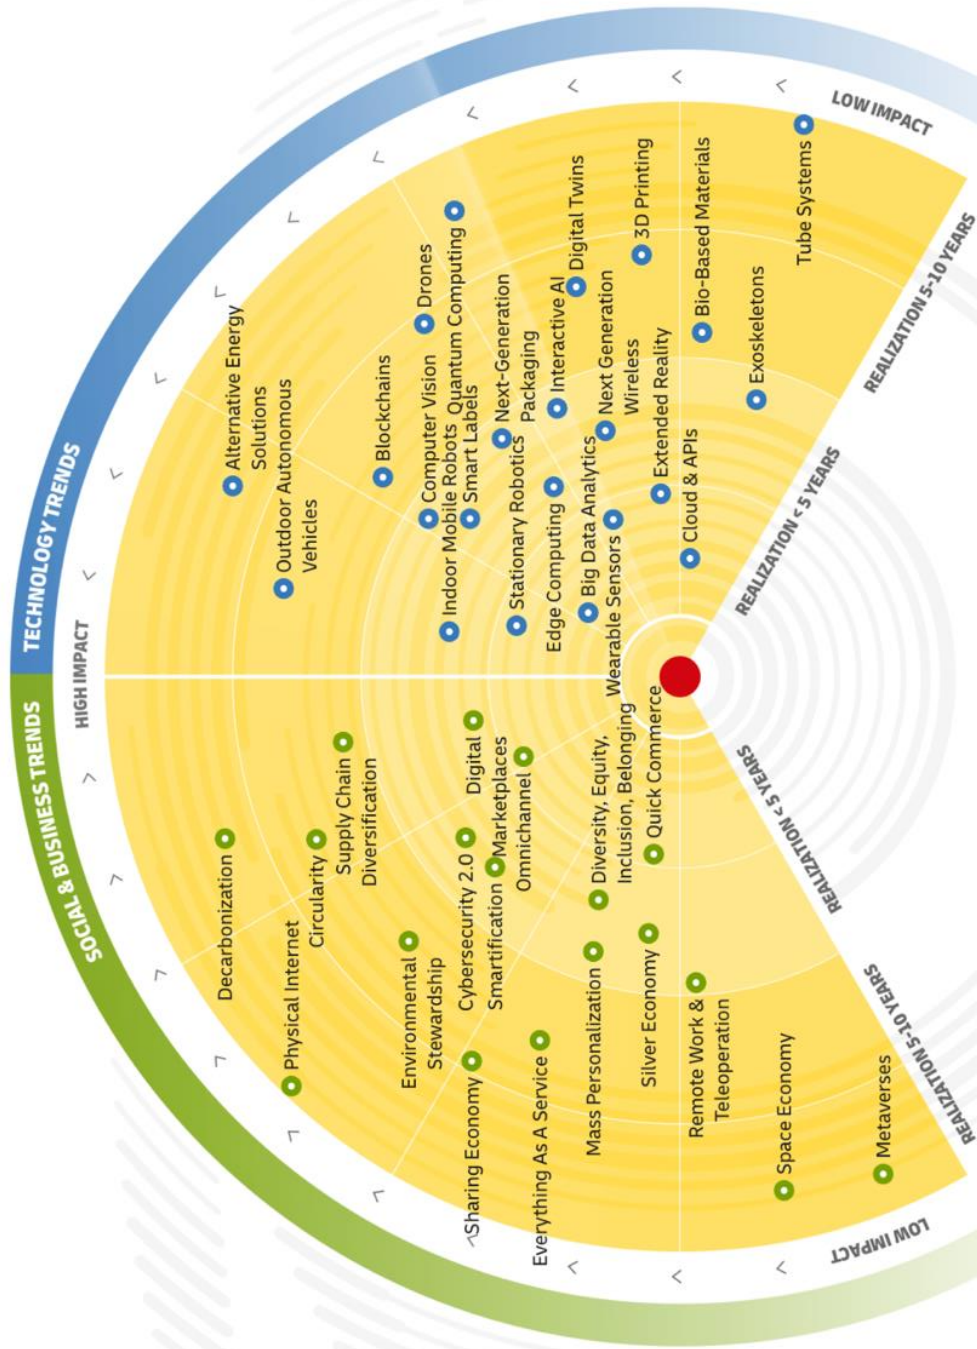 SOCIAL & BUSINESS TRENDS
TECHNOLOGY TRENDS
HIGH IMPACT
LOW IMPACT
LOW IMPACT
REALIZATION < 5 YEARS
REALIZATION 5-10 YEARS
REALIZATION < 5 YEARS
REALIZATION 5-10 YEARS
Decarbonization
Physical Internet
Circularity
Supply Chain
Diversification
Environmental
Stewardship
Cybersecurity 2.0
Digital
Marketplaces
Smartification
Omnichannel
Sharing Economy
Everything As A Service
Mass Personalization
Diversity, Equity,
Inclusion, Belonging
Silver Economy
Quick Commerce
Remote Work &
Teleoperation
Space Economy
Metaverses
Alternative Energy
Solutions
Outdoor Autonomous
Vehicles
Blockchains
Drones
Computer Vision
Quantum Computing
Indoor Mobile Robots
Smart Labels
Next-Generation
Packaging
Stationary Robotics
Interactive AI
Digital Twins
Edge Computing
Big Data Analytics
Next Generation
Wireless
Wearable Sensors
3D Printing
Extended Reality
Cloud & APIs
Bio-Based Materials
Exoskeletons
Tube Systems